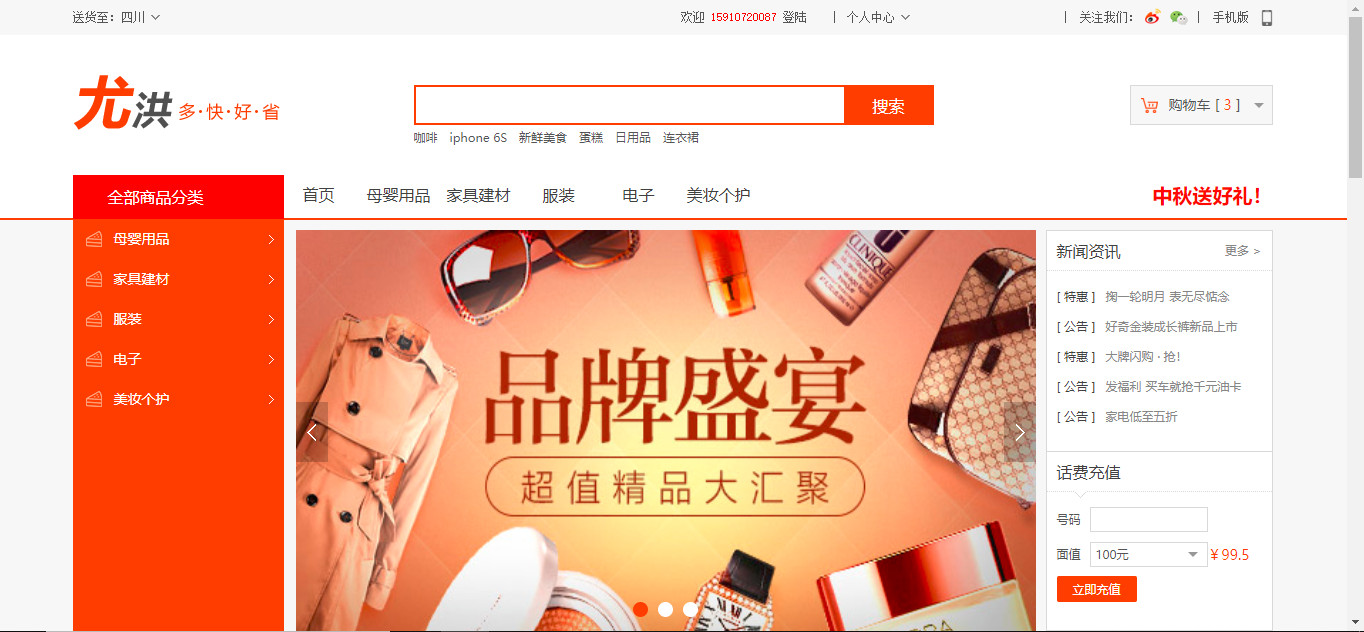 送货至：四川
欢迎 15910720087 登陆 | 个人中心
| 关注我们： | 手机版
尤洪 多·快·好·省
搜索
购物车 [ 3 ]
咖啡 iphone 6S 新鲜美食 蛋糕 日用品 连衣裙
全部商品分类 首页 母婴用品 家具建材 服装 电子 美妆个护 中秋送好礼！
母婴用品
家具建材
服装
电子
美妆个护
CLINIQUE
品牌盛宴
超值精品大汇聚
新闻资讯 更多 >
[ 特惠 ] 掬一轮明月 表无尽惦念
[ 公告 ] 好奇金装成长裤新品上市
[ 特惠 ] 大牌闪购 · 抢！
[ 公告 ] 发福利 买车就抢千元油卡
[ 公告 ] 家电低至五折
话费充值
号码
面值 100元 ¥ 99.5
立即充值